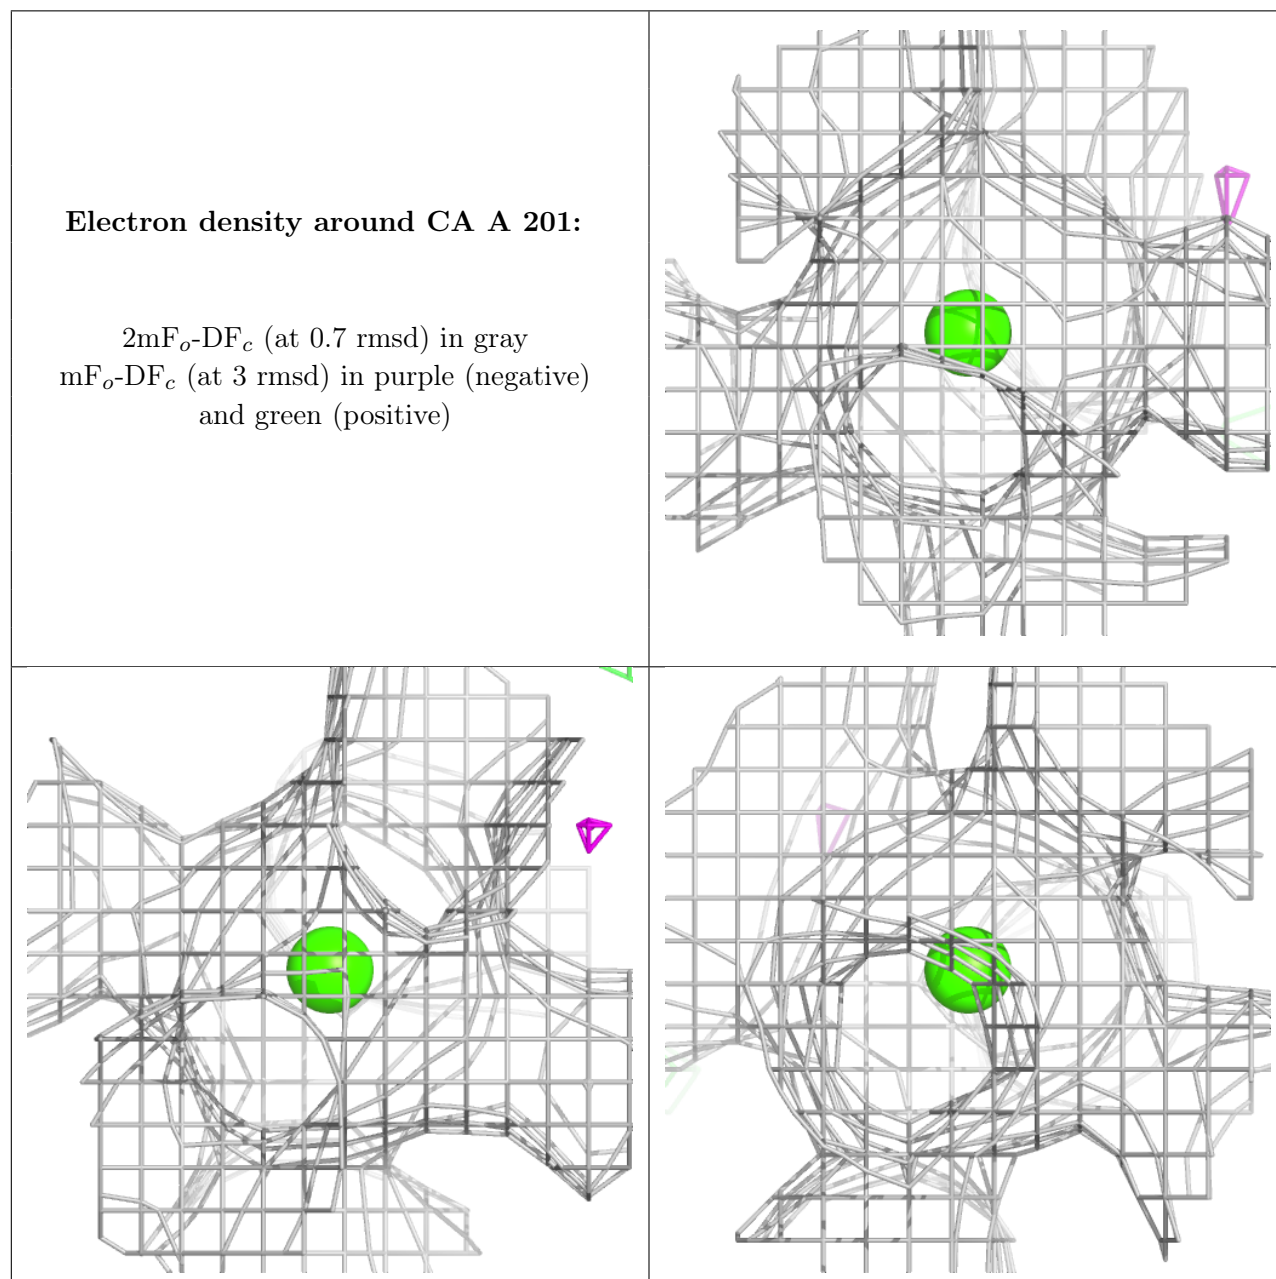 Electron density around CA A 201:
2mFo-DFc (at 0.7 rmsd) in gray
mFo-DFc (at 3 rmsd) in purple (negative)
and green (positive)